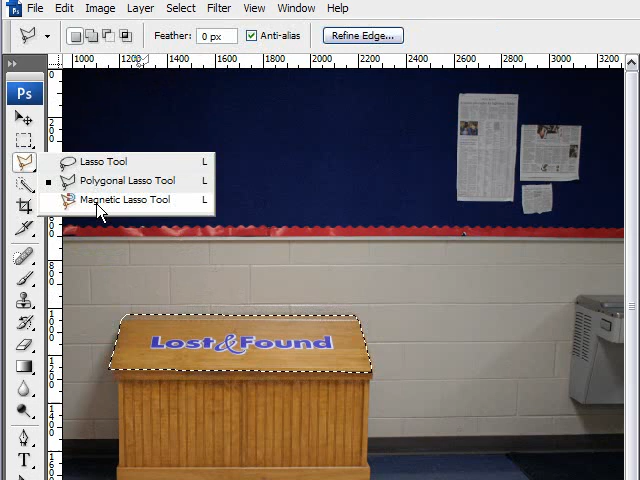 File Edit Image Layer Select Filter View Window Help
Feather: 0 px Anti-alias Refine Edge...
1000 1200 1400 1600 1800 2000 2200 2400 2600 2800 3000 3200
Ps
Lasso Tool L
Polygonal Lasso Tool L
Magnetic Lasso Tool L
Lost & Found
T